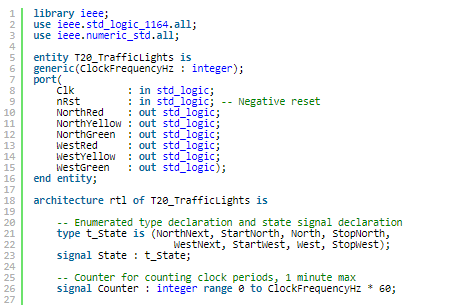 1 library ieee;
2 use ieee.std_logic_1164.all;
3 use ieee.numeric_std.all;
4
5 entity T20_TrafficLights is
6 generic(ClockFrequencyHz : integer);
7 port(
8     Clk         : in std_logic;
9     nRst        : in std_logic; -- Negative reset
10     NorthRed    : out std_logic;
11     NorthYellow : out std_logic;
12     NorthGreen  : out std_logic;
13     WestRed     : out std_logic;
14     WestYellow  : out std_logic;
15     WestGreen   : out std_logic);
16 end entity;
17
18 architecture rtl of T20_TrafficLights is
19
20     -- Enumerated type declaration and state signal declaration
21     type t_State is (NorthNext, StartNorth, North, StopNorth,
22                      WestNext, StartWest, West, StopWest);
23     signal State : t_State;
24
25     -- Counter for counting clock periods, 1 minute max
26     signal Counter : integer range 0 to ClockFrequencyHz * 60;
27